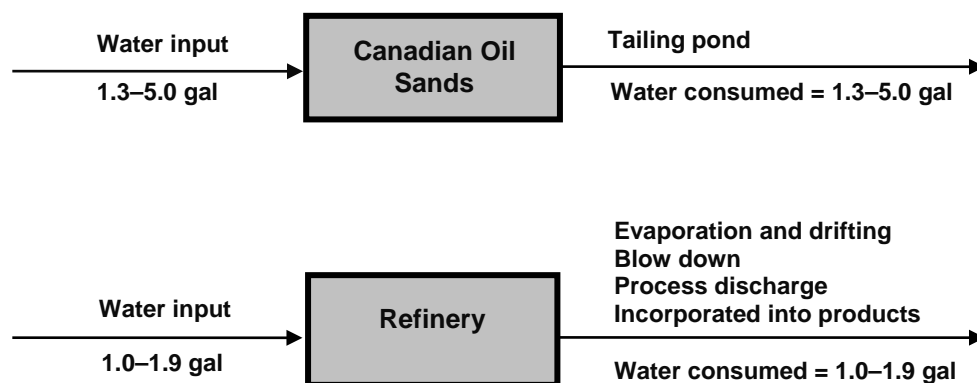 Water input
1.3–5.0 gal
Canadian Oil
Sands
Tailing pond
Water consumed = 1.3–5.0 gal
Water input
1.0–1.9 gal
Refinery
Evaporation and drifting
Blow down
Process discharge
Incorporated into products
Water consumed = 1.0–1.9 gal